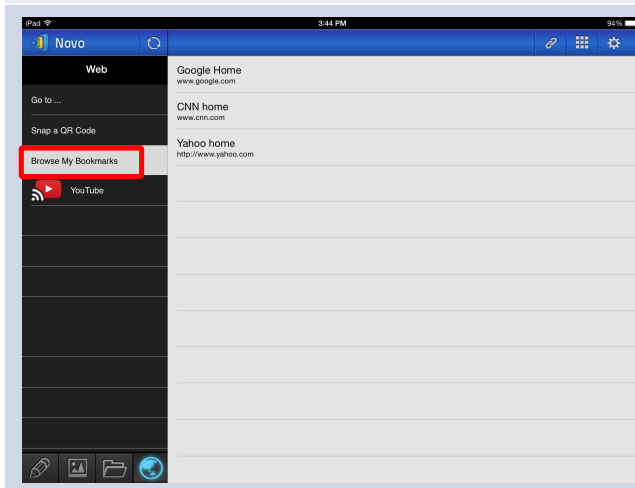 iPad 3:44 PM 94%
Novo
Web
Go to ...
Snap a QR Code
Browse My Bookmarks
YouTube
Google Home
www.google.com
CNN home
www.cnn.com
Yahoo home
http://www.yahoo.com